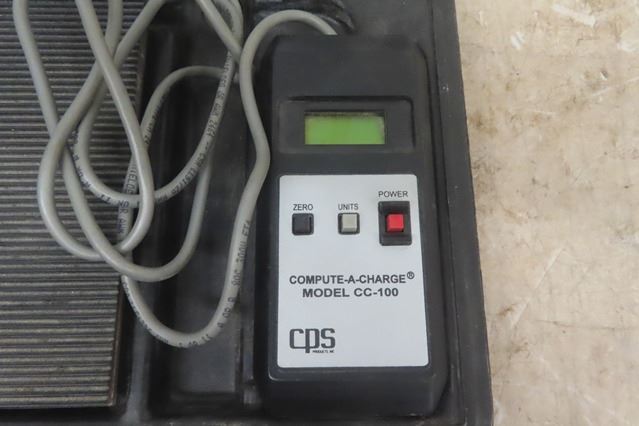 POWER
ZERO
UNITS
COMPUTE-A-CHARGE®
MODEL CC-100
CPS
PRODUCTS, INC